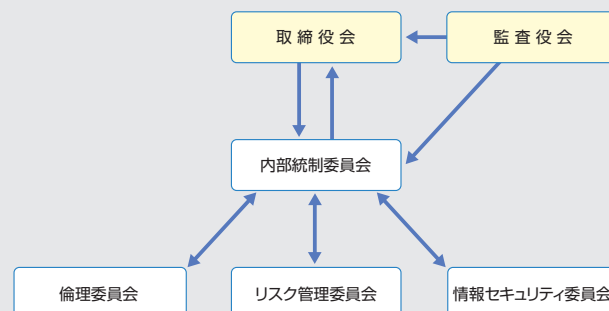 取締役会
監査役会
内部統制委員会
倫理委員会
リスク管理委員会
情報セキュリティ委員会